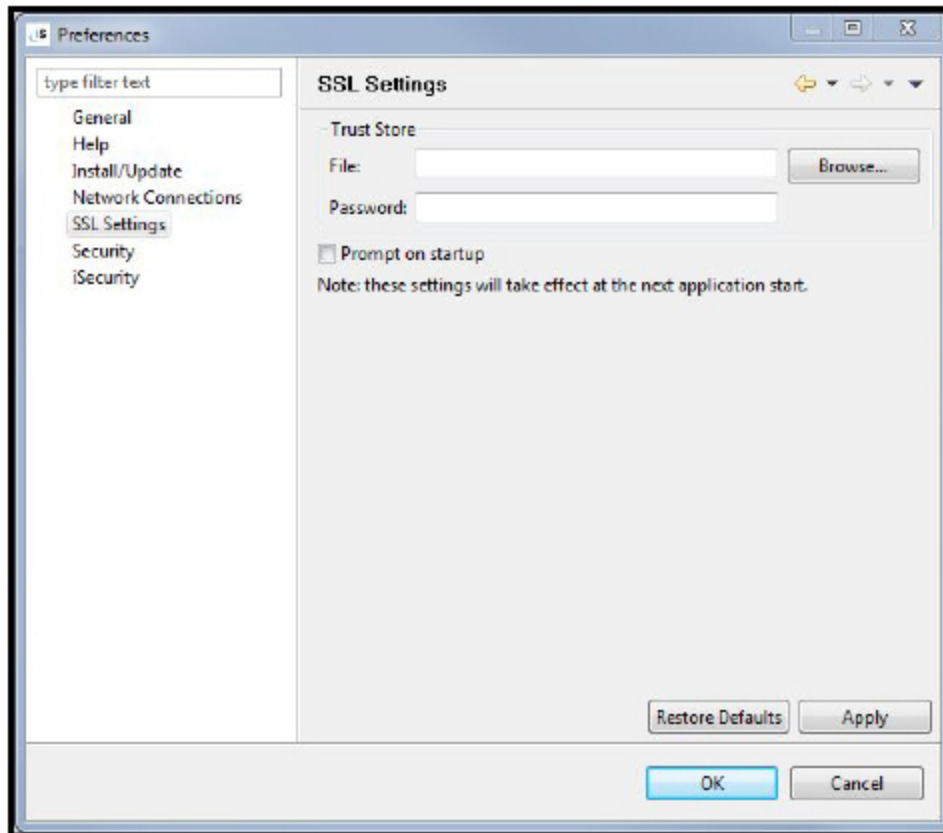 Preferences
type filter text
General
Help
Install/Update
Network Connections
SSL Settings
Security
iSecurity
SSL Settings
Trust Store
File:
Browse...
Password:
Prompt on startup
Note: these settings will take effect at the next application start.
Restore Defaults
Apply
OK
Cancel